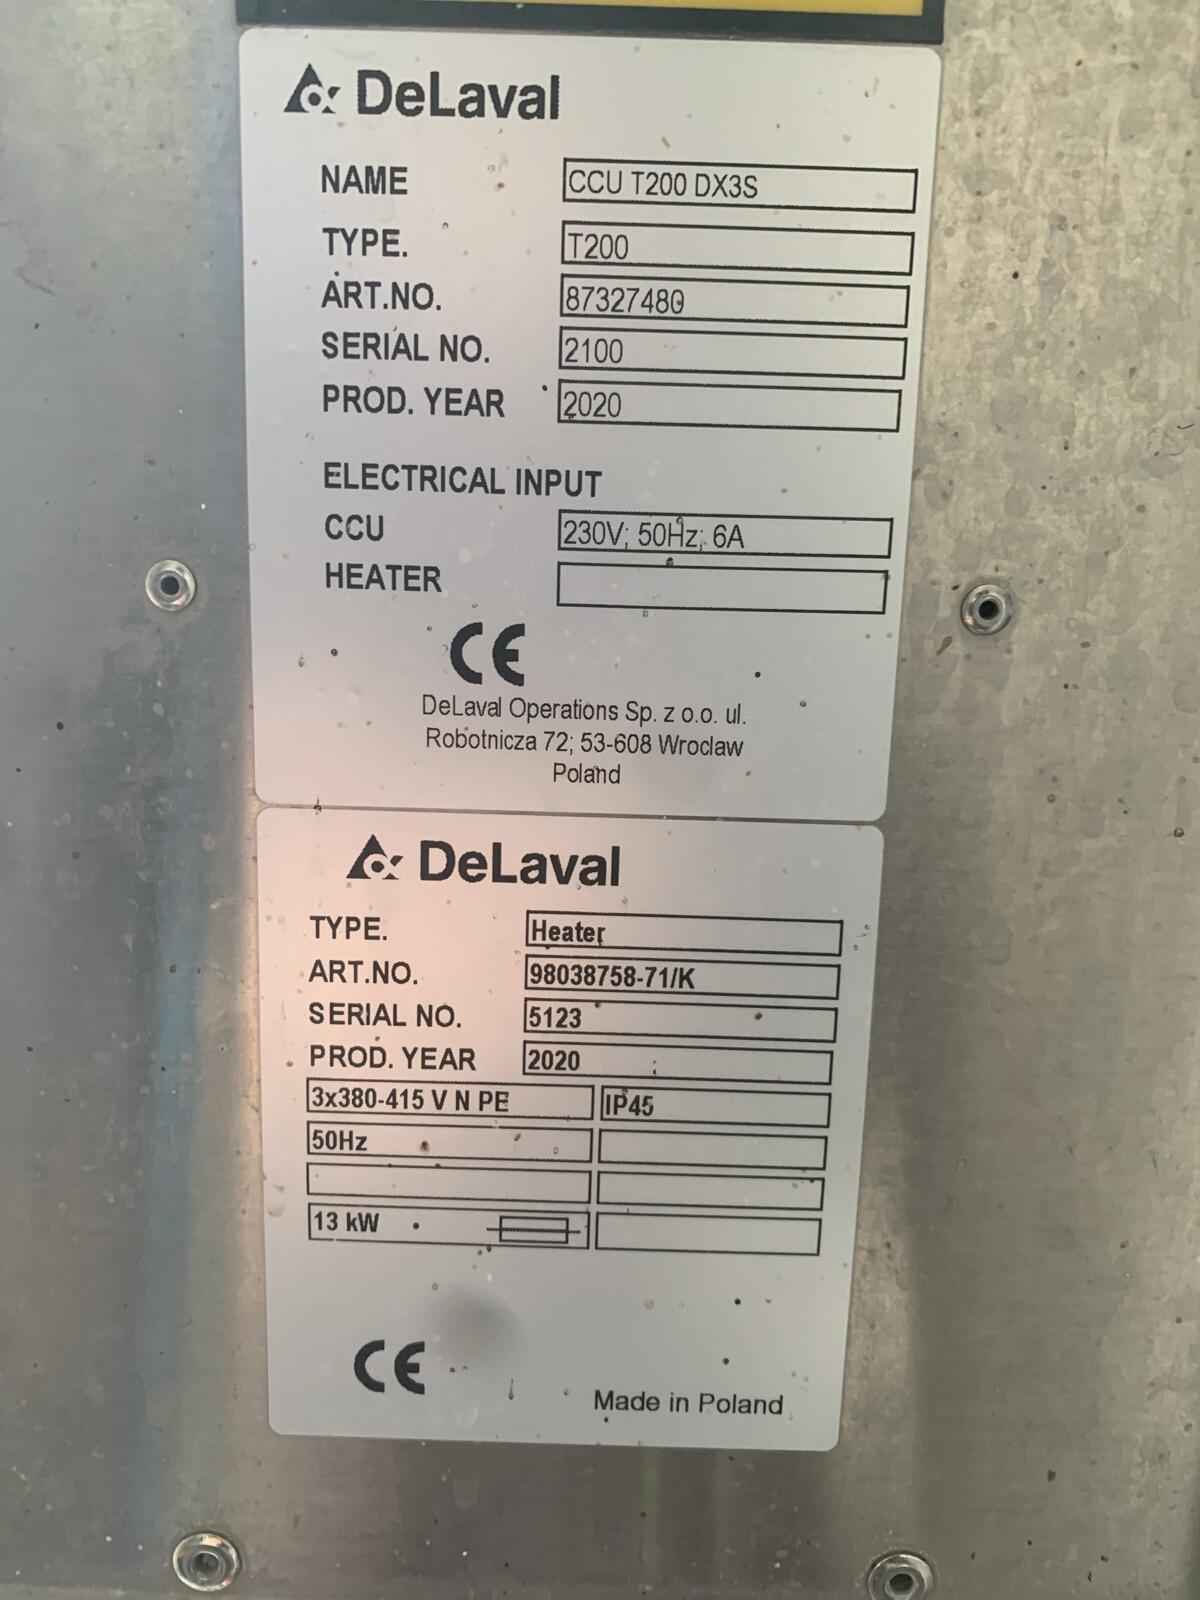 DeLaval
NAME CCU T200 DX3S
TYPE. T200
ART.NO. 87327480
SERIAL NO. 2100
PROD. YEAR 2020
ELECTRICAL INPUT
CCU 230V; 50Hz; 6A
HEATER
CE
DeLaval Operations Sp. z o.o. ul.
Robotnicza 72; 53-608 Wroclaw
Poland
DeLaval
TYPE. Heater
ART.NO. 98038758-71/K
SERIAL NO. 5123
PROD. YEAR 2020
3x380-415 V N PE IP45
50Hz
13 kW
CE
Made in Poland